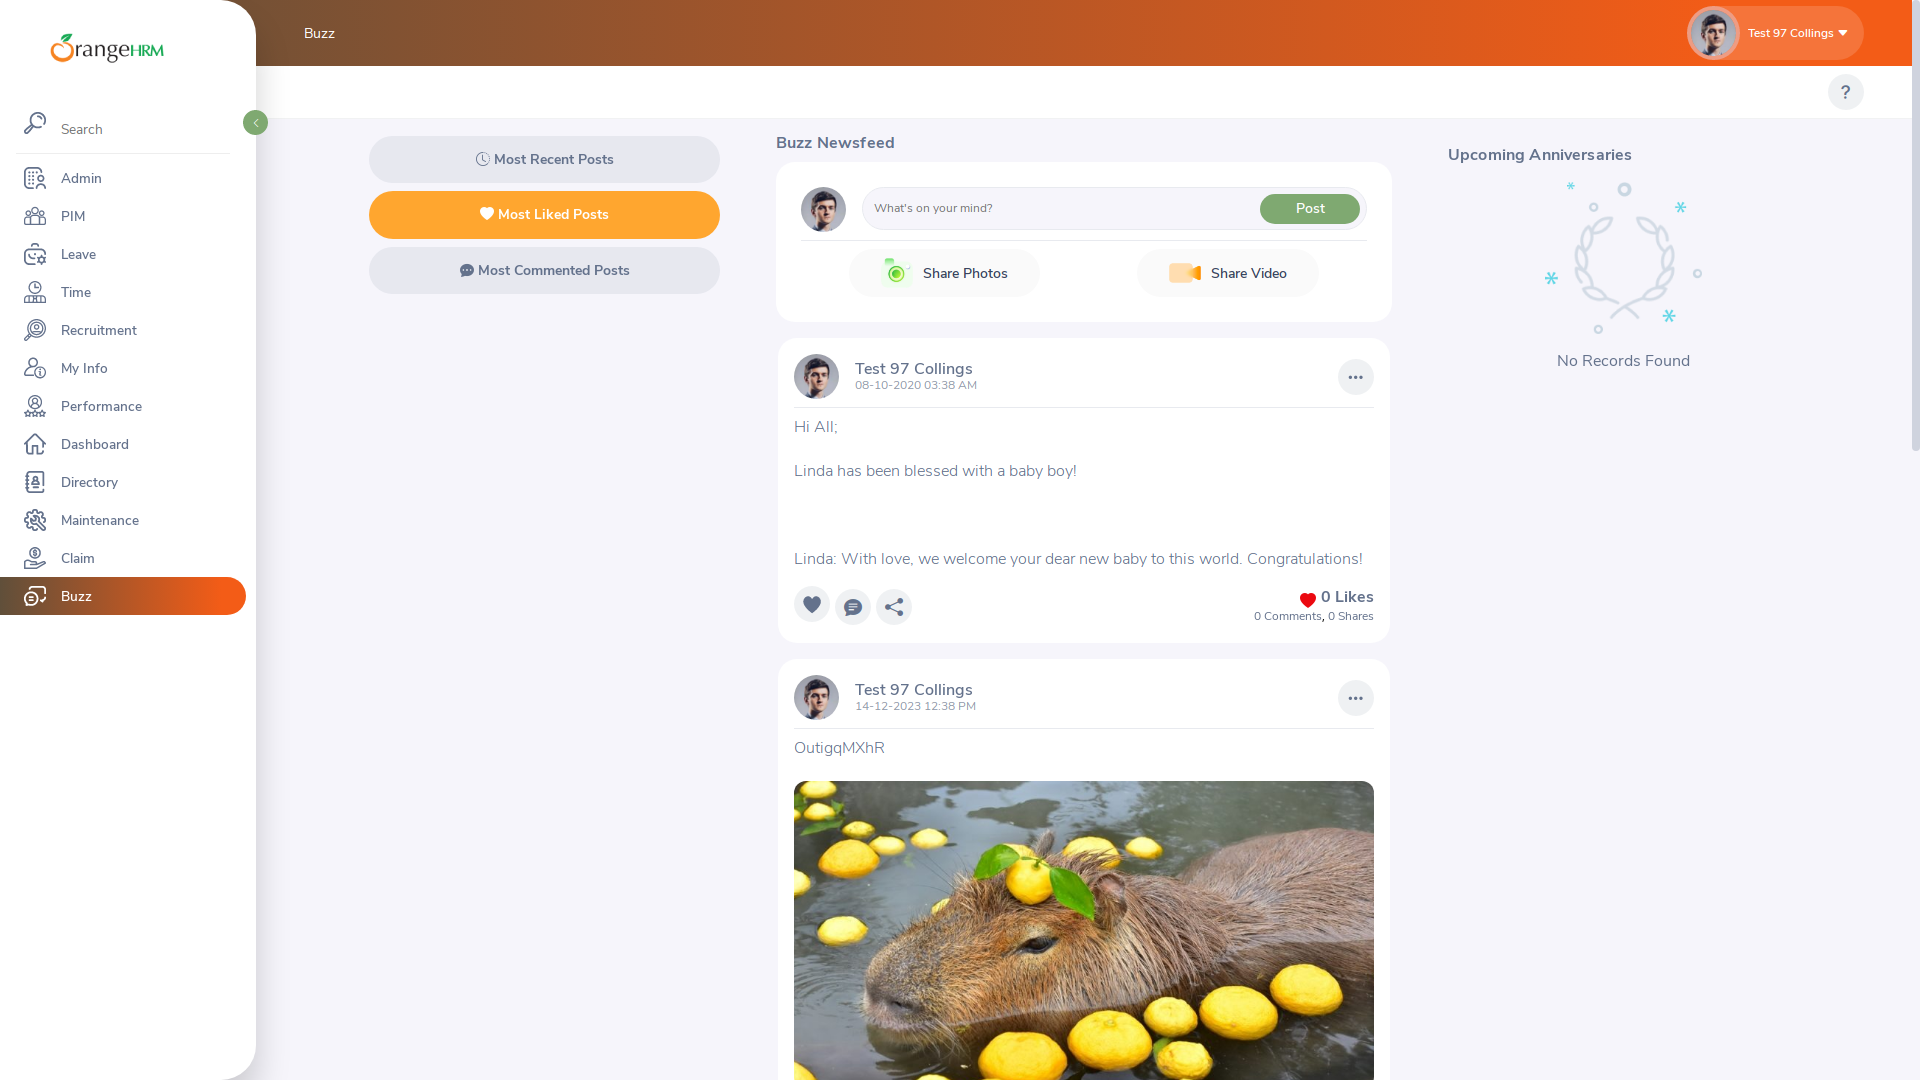 OrangeHRM
Search
Admin
PIM
Leave
Time
Recruitment
My Info
Performance
Dashboard
Directory
Maintenance
Claim
Buzz
Buzz
Test 97 Collings
?
Most Recent Posts
Most Liked Posts
Most Commented Posts
Buzz Newsfeed
What's on your mind?
Post
Share Photos
Share Video
Test 97 Collings
08-10-2020 03:38 AM
Hi All;
Linda has been blessed with a baby boy!
Linda: With love, we welcome your dear new baby to this world. Congratulations!
0 Likes
0 Comments, 0 Shares
Test 97 Collings
14-12-2023 12:38 PM
OutigqMXhR
Upcoming Anniversaries
No Records Found